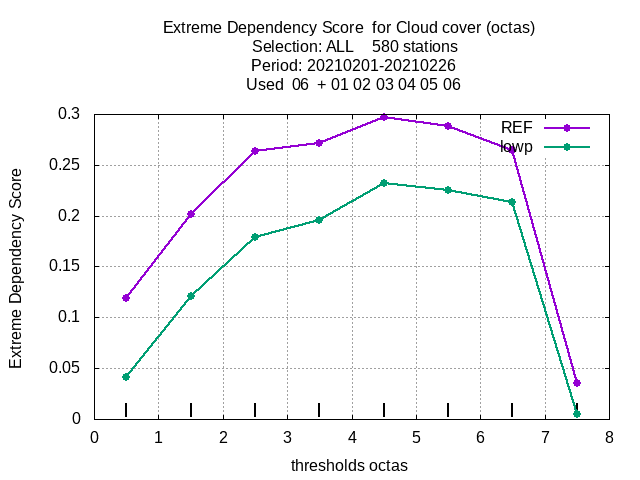 Extreme Dependency Score  for Cloud cover (octas)
Selection: ALL    580 stations
Period: 20210201-20210226
Used  06  + 01 02 03 04 05 06
REF
lowp
Extreme Dependency Score
0.3
0.25
0.2
0.15
0.1
0.05
0
0 1 2 3 4 5 6 7 8
thresholds octas